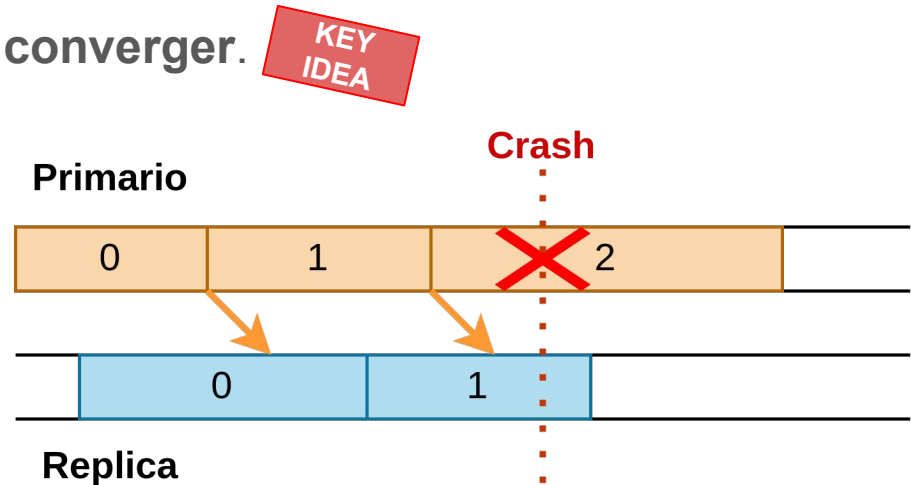 converger.
KEY
IDEA
Crash
Primario
0 1 2
0 1
Replica